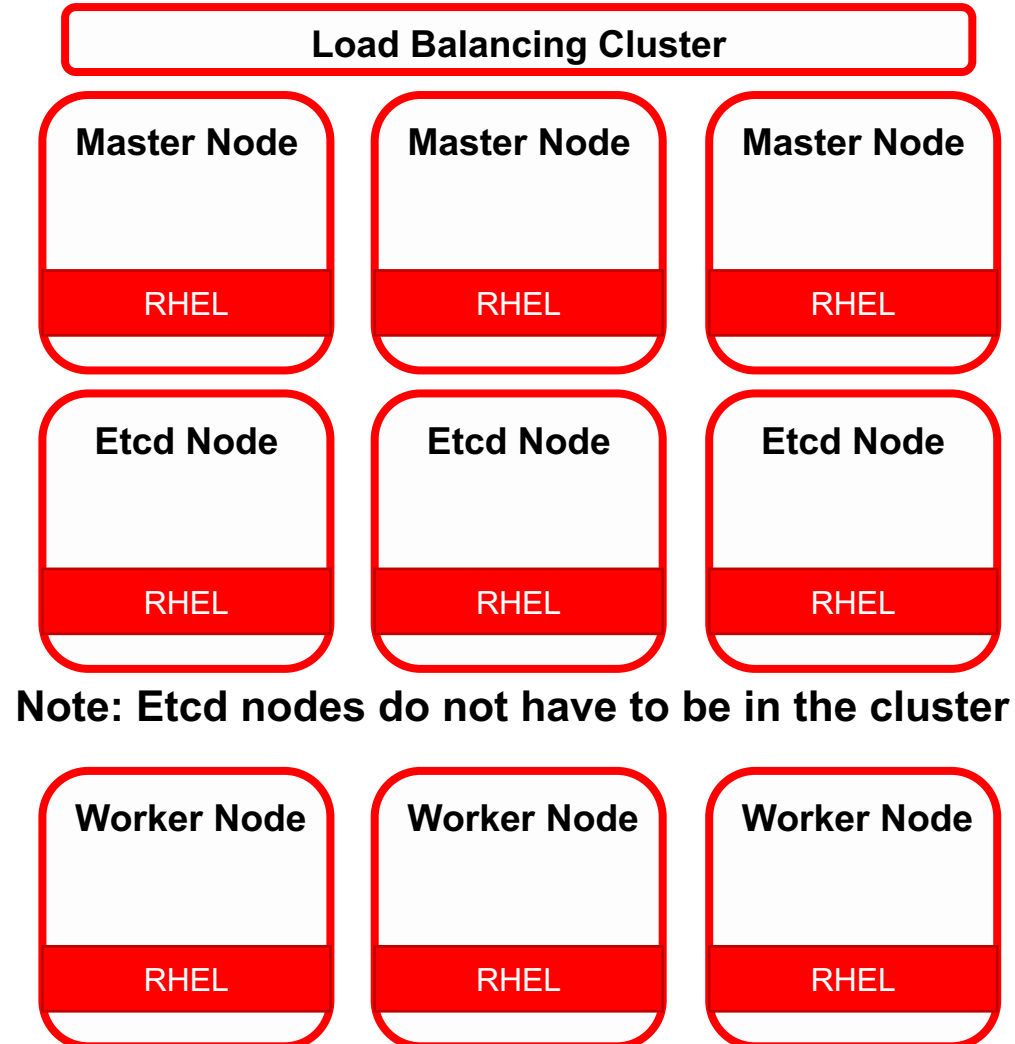 Load Balancing Cluster
Master Node Master Node Master Node
RHEL RHEL RHEL
Etcd Node Etcd Node Etcd Node
RHEL RHEL RHEL
Note: Etcd nodes do not have to be in the cluster
Worker Node Worker Node Worker Node
RHEL RHEL RHEL